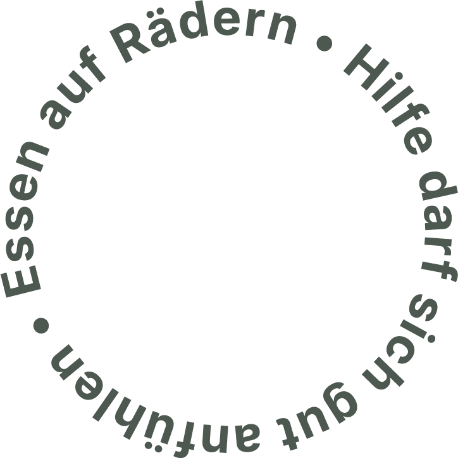 Essen auf Rädern • Hilfe darf sich gut anfühlen •